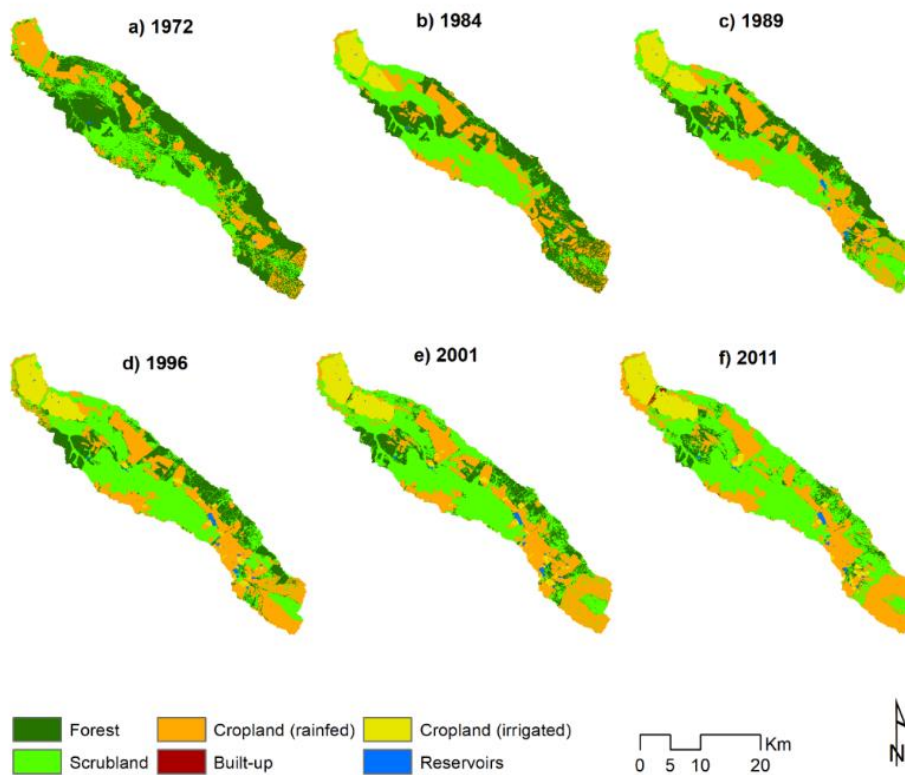 a) 1972
b) 1984
c) 1989
d) 1996
e) 2001
f) 2011
Forest
Cropland (rainfed)
Cropland (irrigated)
Scrubland
Built-up
Reservoirs
Km
0 5 10 20
N